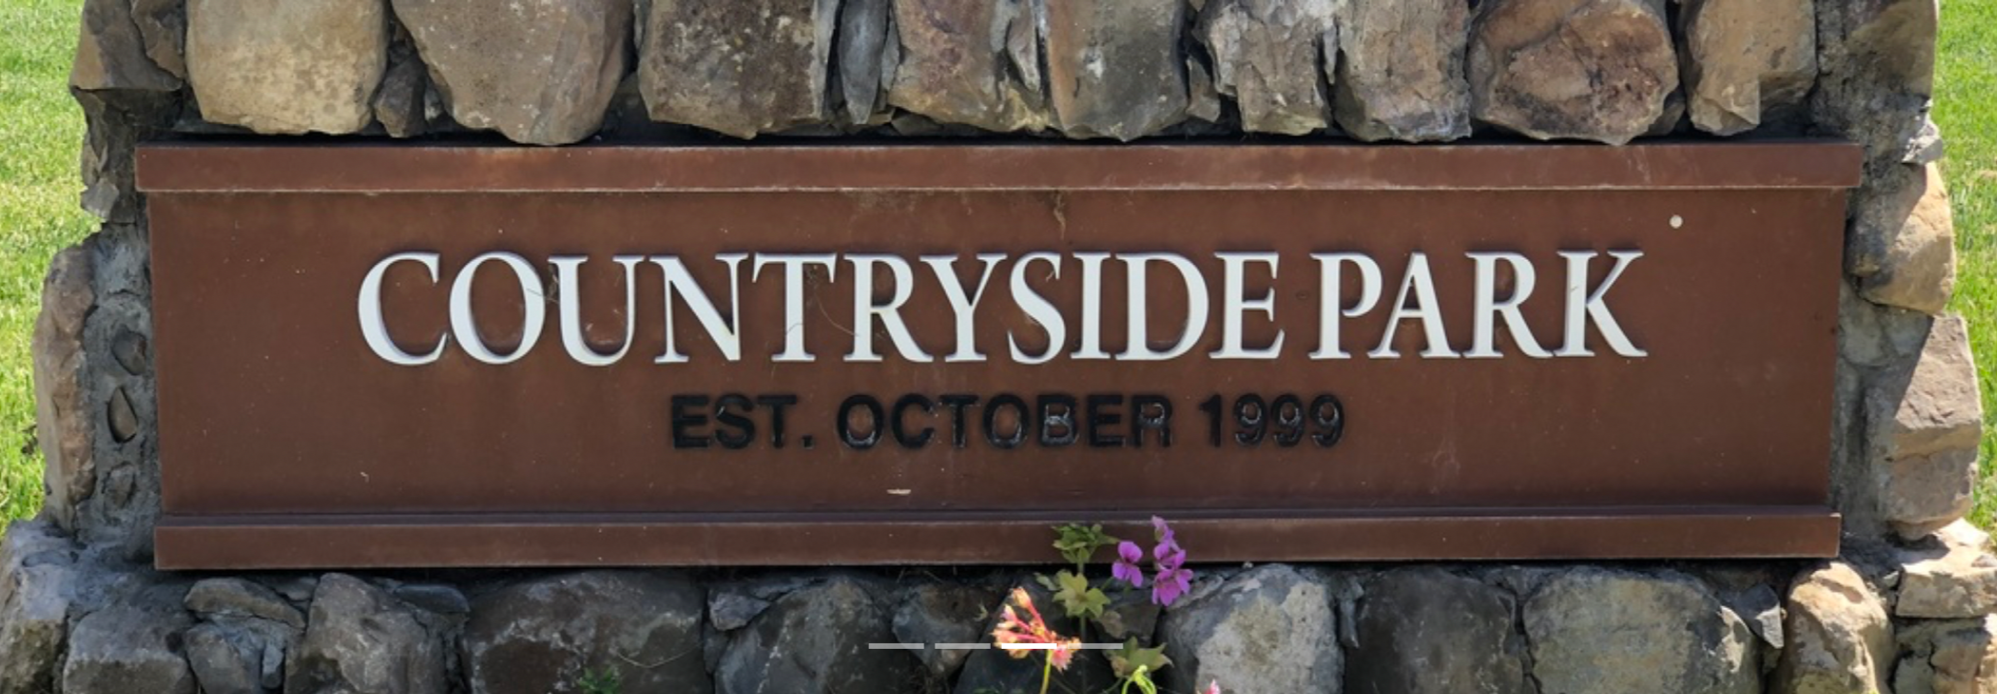 COUNTRYSIDE PARK
EST. OCTOBER 1999